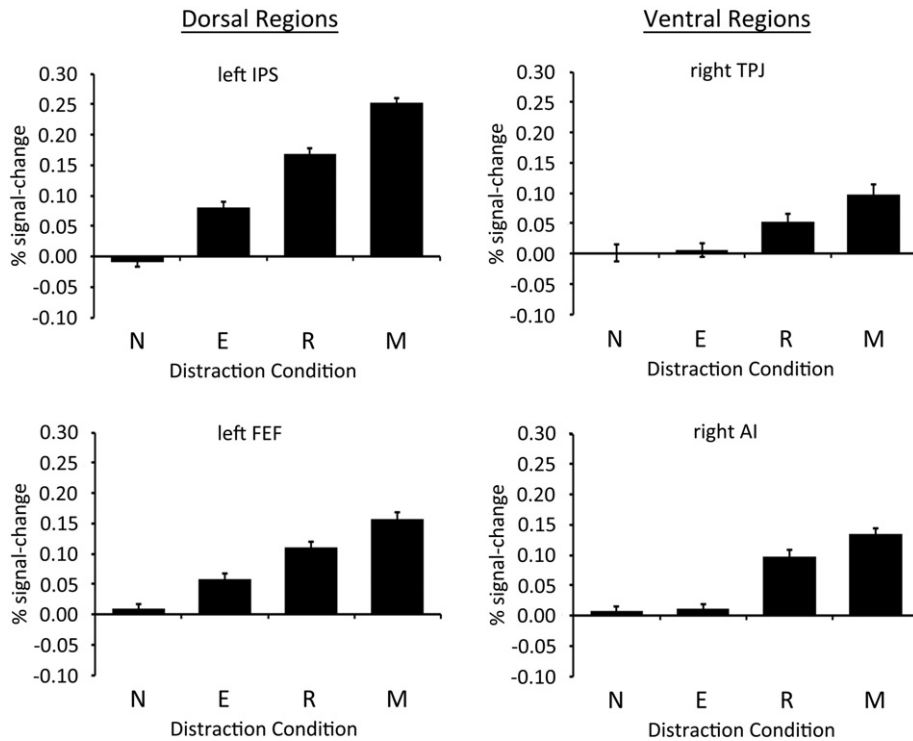 Dorsal Regions
Ventral Regions
left IPS
% signal-change
0.30
0.25
0.20
0.15
0.10
0.05
0.00
-0.05
-0.10
N E R M
Distraction Condition
right TPJ
% signal-change
0.30
0.25
0.20
0.15
0.10
0.05
0.00
-0.05
-0.10
N E R M
Distraction Condition
left FEF
% signal-change
0.30
0.25
0.20
0.15
0.10
0.05
0.00
-0.05
-0.10
N E R M
Distraction Condition
right AI
% signal-change
0.30
0.25
0.20
0.15
0.10
0.05
0.00
-0.05
-0.10
N E R M
Distraction Condition